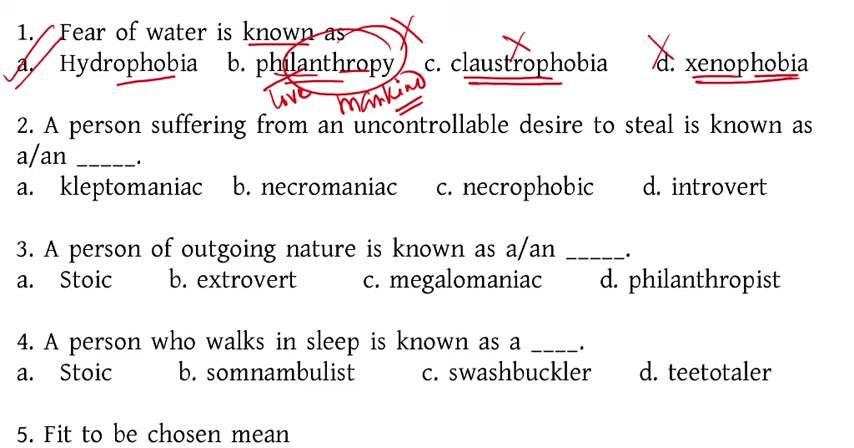 1. Fear of water is known as
a. Hydrophobia b. philanthropy c. claustrophobia d. xenophobia
love mankind
2. A person suffering from an uncontrollable desire to steal is known as
a/an _____.
a. kleptomaniac b. necromaniac c. necrophobic d. introvert
3. A person of outgoing nature is known as a/an _____.
a. Stoic b. extrovert c. megalomaniac d. philanthropist
4. A person who walks in sleep is known as a ____.
a. Stoic b. somnambulist c. swashbuckler d. teetotaler
5. Fit to be chosen mean